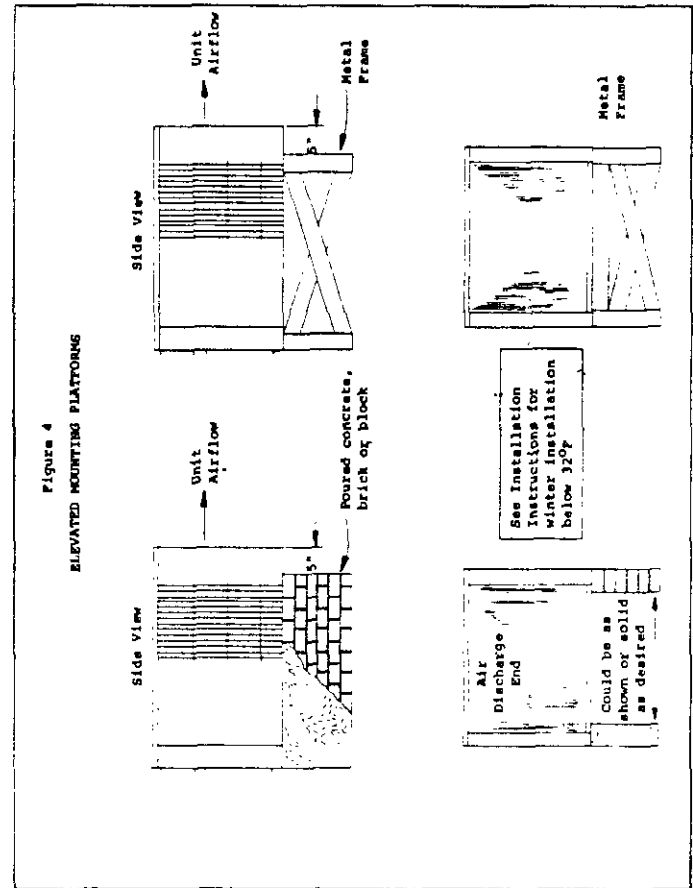 Figure 4
ELEVATED MOUNTING PLATFORMS
Side View
Unit
Airflow
5"
Poured concrete,
brick or block
Side View
Unit
Airflow
5"
Metal
Frame
Air
Discharge
End
Could be as
shown or solid
as desired
See Installation
Instructions for
winter installation
below 32°F
Metal
Frame